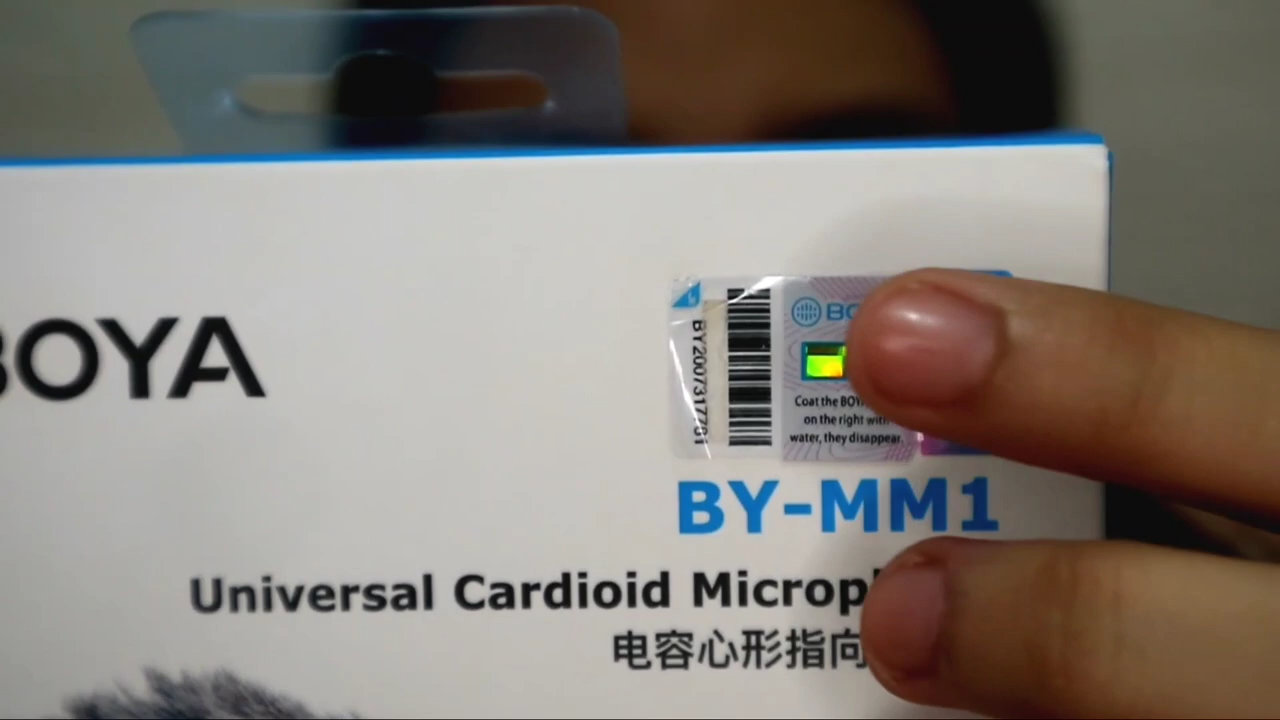 BOYA
BY20073177
BO
Coat the BOY
on the right with
water, they disappear.
BY-MM1
Universal Cardioid Microp
电容心形指向